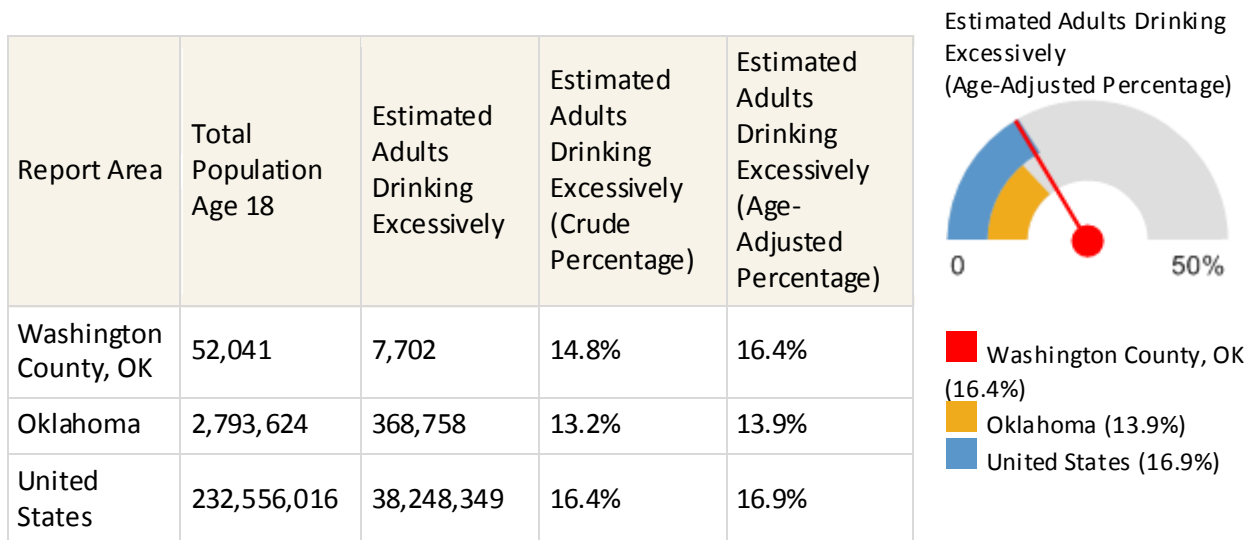 Report Area
Total
Population
Age 18
Estimated
Adults
Drinking
Excessively
Estimated
Adults
Drinking
Excessively
(Crude
Percentage)
Estimated
Adults
Drinking
Excessively
(Age-
Adjusted
Percentage)
Washington
County, OK
52,041
7,702
14.8%
16.4%
Oklahoma
2,793,624
368,758
13.2%
13.9%
United
States
232,556,016
38,248,349
16.4%
16.9%
Estimated Adults Drinking
Excessively
(Age-Adjusted Percentage)
0
50%
Washington County, OK
(16.4%)
Oklahoma (13.9%)
United States (16.9%)